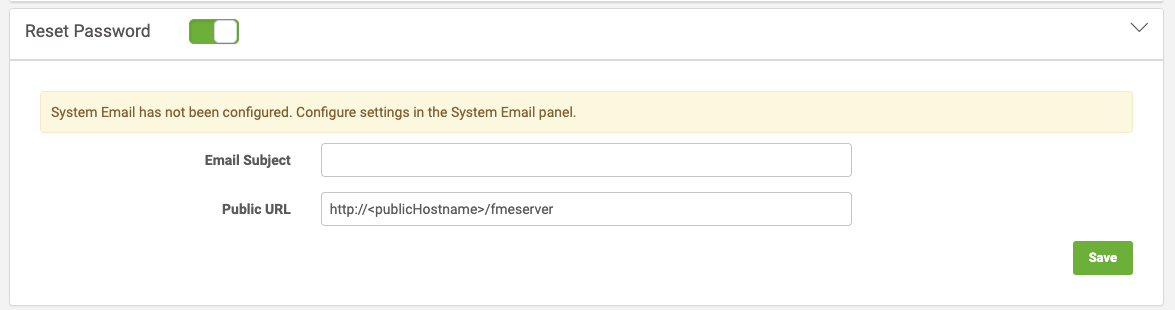 Reset Password
System Email has not been configured. Configure settings in the System Email panel.
Email Subject
Public URL http://<publicHostname>/fmeserver
Save